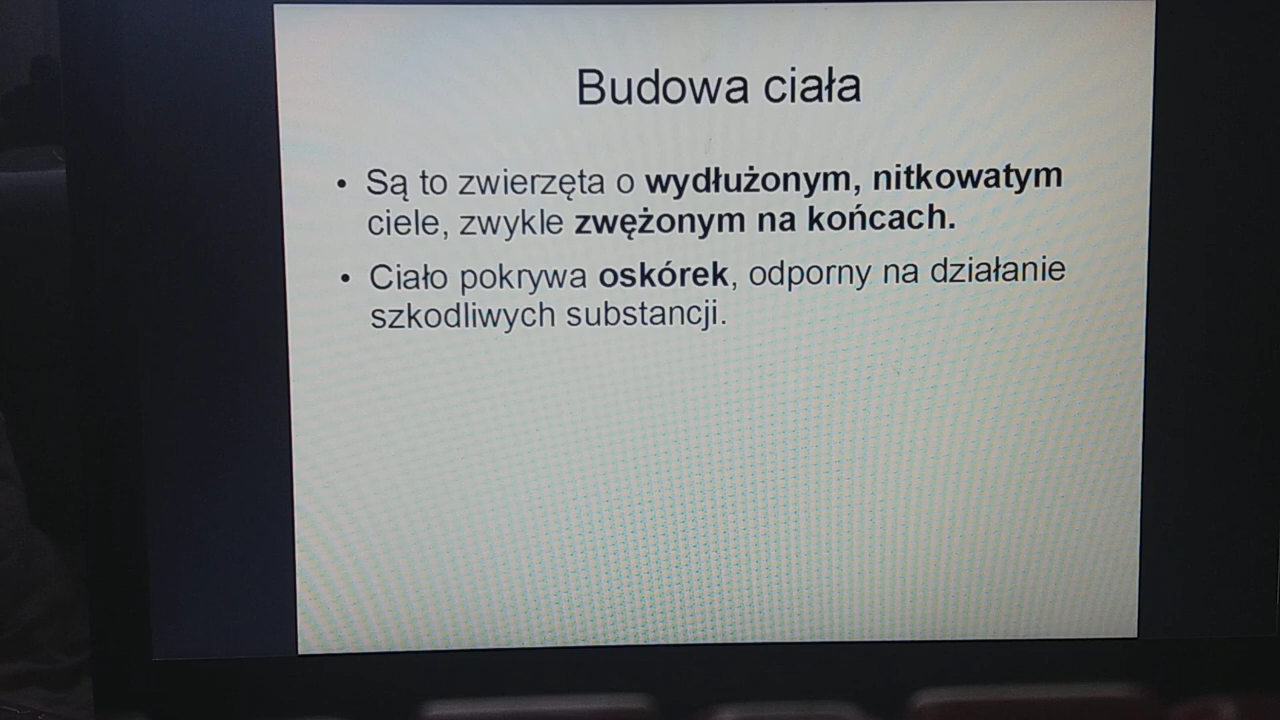 Budowa ciała
• Są to zwierzęta o wydłużonym, nitkowatym
ciele, zwykle zwężonym na końcach.
• Ciało pokrywa oskórek, odporny na działanie
szkodliwych substancji.